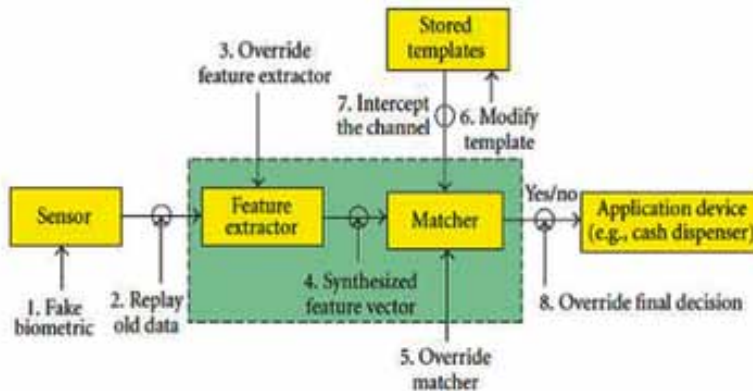 Stored
templates
3. Override
feature extractor
7. Intercept
the channel
6. Modify
template
Sensor
Feature
extractor
Matcher
Yes/no
Application device
(e.g., cash dispenser)
1. Fake
biometric
2. Replay
old data
4. Synthesized
feature vector
8. Override final decision
5. Override
matcher